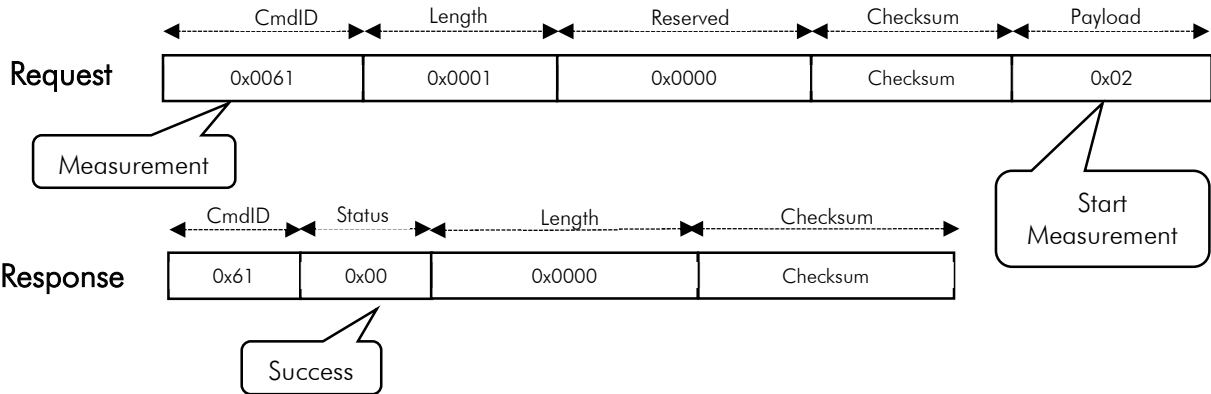 CmdID Length Reserved Checksum Payload
Request 0x0061 0x0001 0x0000 Checksum 0x02
Measurement
Start
Measurement
CmdID Status Length Checksum
Response 0x61 0x00 0x0000 Checksum
Success